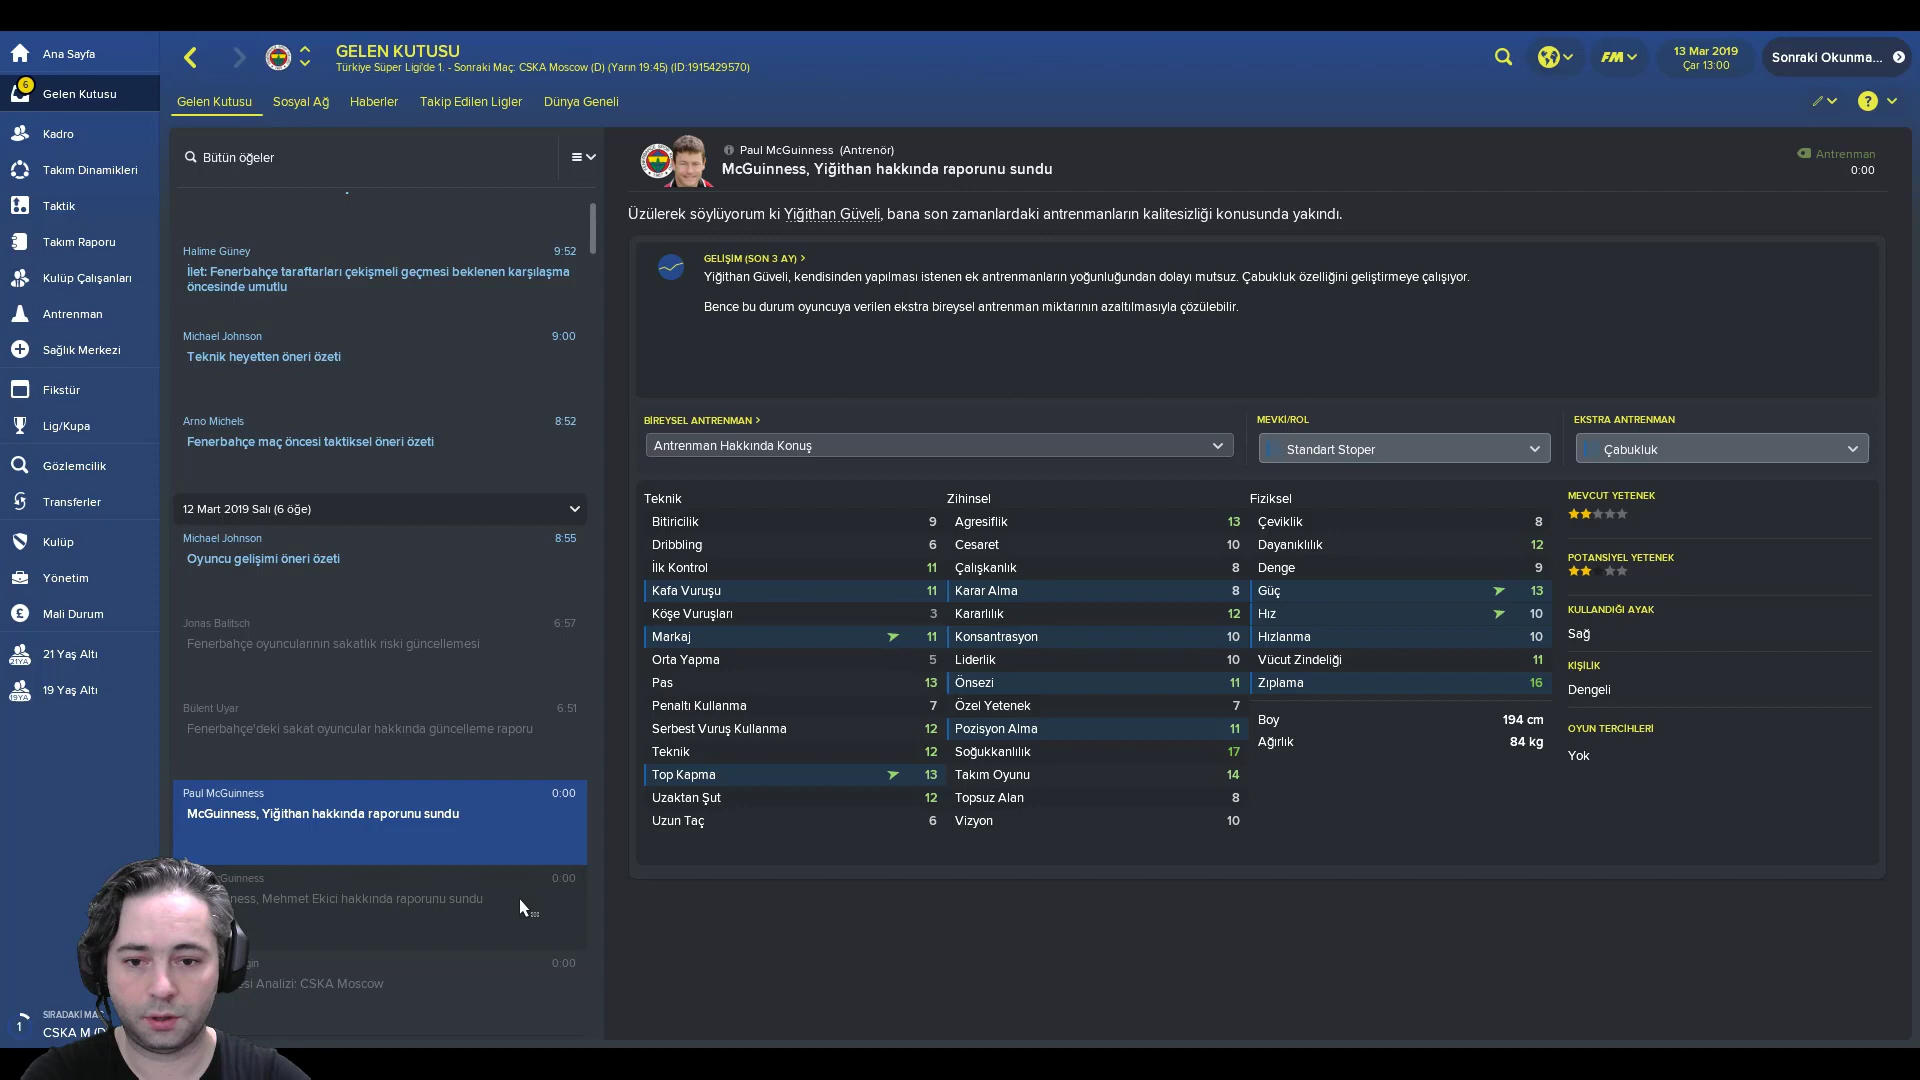 Ana Sayfa
6
Gelen Kutusu
Kadro
Takım Dinamikleri
Taktik
Takım Raporu
Kulüp Çalışanları
Antrenman
Sağlık Merkezi
Fikstür
Lig/Kupa
Gözlemcilik
Transferler
Kulüp
Yönetim
Mali Durum
21 Yaş Altı
19 Yaş Altı
1
CSKA M (D
GELEN KUTUSU
Türkiye Süper Ligi'de 1. - Sonraki Maç: CSKA Moscow (D) (Yarın 19:45) (ID:1915429570)
FM
13 Mar 2019
Çar 13:00
Sonraki Okunma...
Gelen Kutusu
Sosyal Ağ
Haberler
Takip Edilen Ligler
Dünya Geneli
?
Bütün öğeler
Halime Güney 9:52
İlet: Fenerbahçe taraftarları çekişmeli geçmesi beklenen karşılaşma
öncesinde umutlu
Michael Johnson 9:00
Teknik heyetten öneri özeti
Arno Michels 8:52
Fenerbahçe maç öncesi taktiksel öneri özeti
12 Mart 2019 Salı (6 öğe)
Michael Johnson 8:55
Oyuncu gelişimi öneri özeti
Jonas Balitsch 6:57
Fenerbahçe oyuncularının sakatlık riski güncellemesi
Bülent Uyar 6:51
Fenerbahçe'deki sakat oyuncular hakkında güncelleme raporu
Paul McGuinness 0:00
McGuinness, Yiğithan hakkında raporunu sundu
Guinness 0:00
ness, Mehmet Ekici hakkında raporunu sundu
0:00
Analizi: CSKA Moscow
Paul McGuinness (Antrenör)
McGuinness, Yiğithan hakkında raporunu sundu
Antrenman
0:00
Üzülerek söylüyorum ki Yiğithan Güveli, bana son zamanlardaki antrenmanların kalitesizliği konusunda yakındı.
GELİŞİM (SON 3 AY) >
Yiğithan Güveli, kendisinden yapılması istenen ek antrenmanların yoğunluğundan dolayı mutsuz. Çabukluk özelliğini geliştirmeye çalışıyor.
Bence bu durum oyuncuya verilen ekstra bireysel antrenman miktarının azaltılmasıyla çözülebilir.
BİREYSEL ANTRENMAN >
Antrenman Hakkında Konuş
MEVKİ/ROL
Standart Stoper
EKSTRA ANTRENMAN
Çabukluk
Teknik
Bitiricilik 9
Dribbling 6
İlk Kontrol 11
Kafa Vuruşu 11
Köşe Vuruşları 3
Markaj 11
Orta Yapma 5
Pas 13
Penaltı Kullanma 7
Serbest Vuruş Kullanma 12
Teknik 12
Top Kapma 13
Uzaktan Şut 12
Uzun Taç 6
Zihinsel
Agresiflik 13
Cesaret 10
Çalışkanlık 8
Karar Alma 8
Kararlılık 12
Konsantrasyon 10
Liderlik 10
Önsezi 11
Özel Yetenek 7
Pozisyon Alma 11
Soğukkanlılık 17
Takım Oyunu 14
Topsuz Alan 8
Vizyon 10
Fiziksel
Çeviklik 8
Dayanıklılık 12
Denge 9
Güç 13
Hız 10
Hızlanma 10
Vücut Zindeliği 11
Zıplama 16
Boy 194 cm
Ağırlık 84 kg
MEVCUT YETENEK
POTANSİYEL YETENEK
KULLANDIĞI AYAK
Sağ
KİŞİLİK
Dengeli
OYUN TERCİHLERİ
Yok